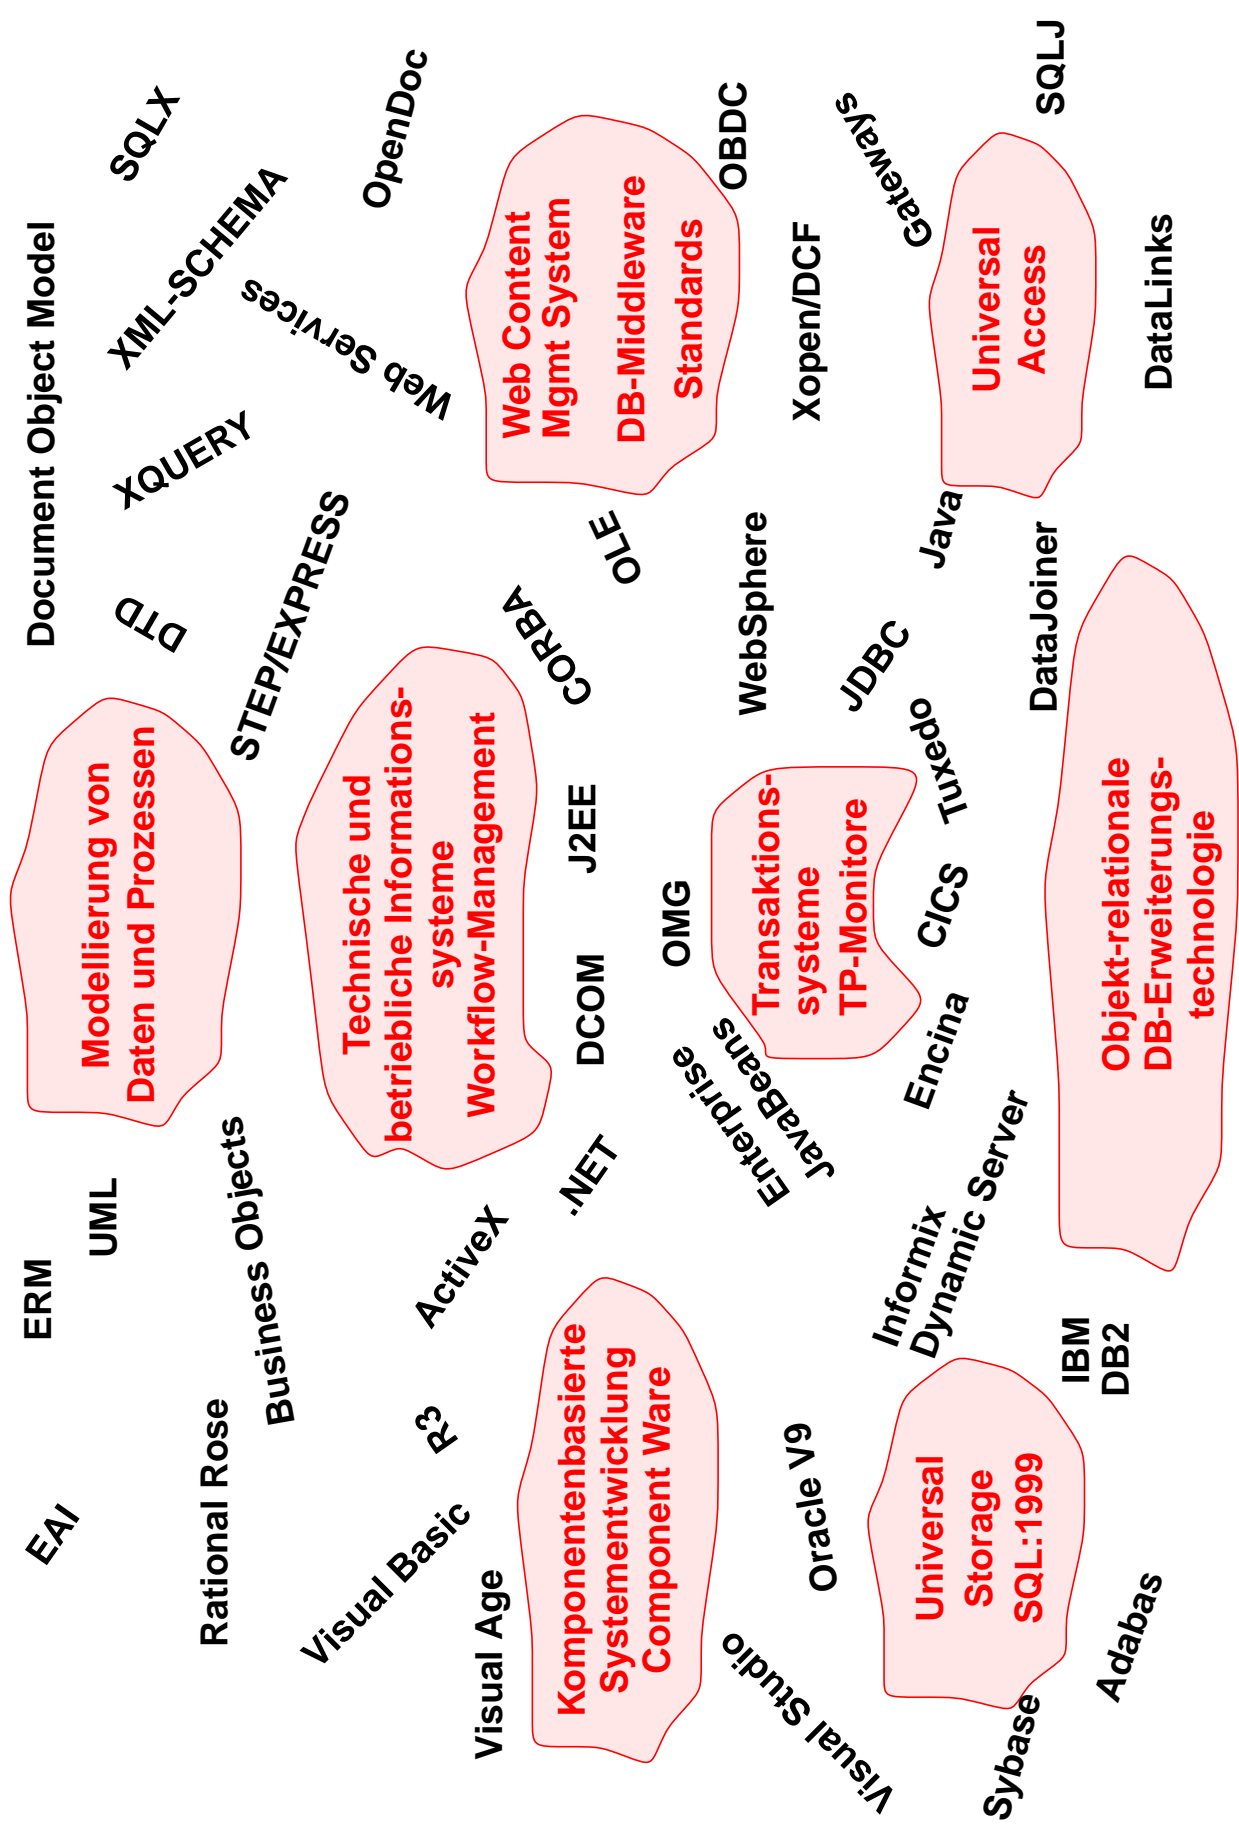 EAI
ERM
UML
Modellierung von
Daten und Prozessen
DTD
Document Object Model
XQUERY
XML-SCHEMA
SQLX
Rational Rose
Business Objects
STEP/EXPRESS
Web Services
OpenDoc
Visual Basic
R3
ActiveX
Technische und
betriebliche Informations-
systeme
Workflow-Management
Visual Age
Komponentenbasierte
Systementwicklung
Component Ware
.NET
DCOM
J2EE
CORBA
OLE
Web Content
Mgmt System
DB-Middleware
Standards
OBDC
OMG
Enterprise
JavaBeans
Transaktions-
systeme
TP-Monitore
WebSphere
Xopen/DCF
Visual Studio
Oracle V9
JDBC
Gateways
Informix
Dynamic Server
Encina
CICS
Tuxedo
Java
Universal
Access
SQLJ
Universal
Storage
SQL:1999
Sybase
Adabas
IBM
DB2
Objekt-relationale
DB-Erweiterungs-
technologie
DataJoiner
DataLinks